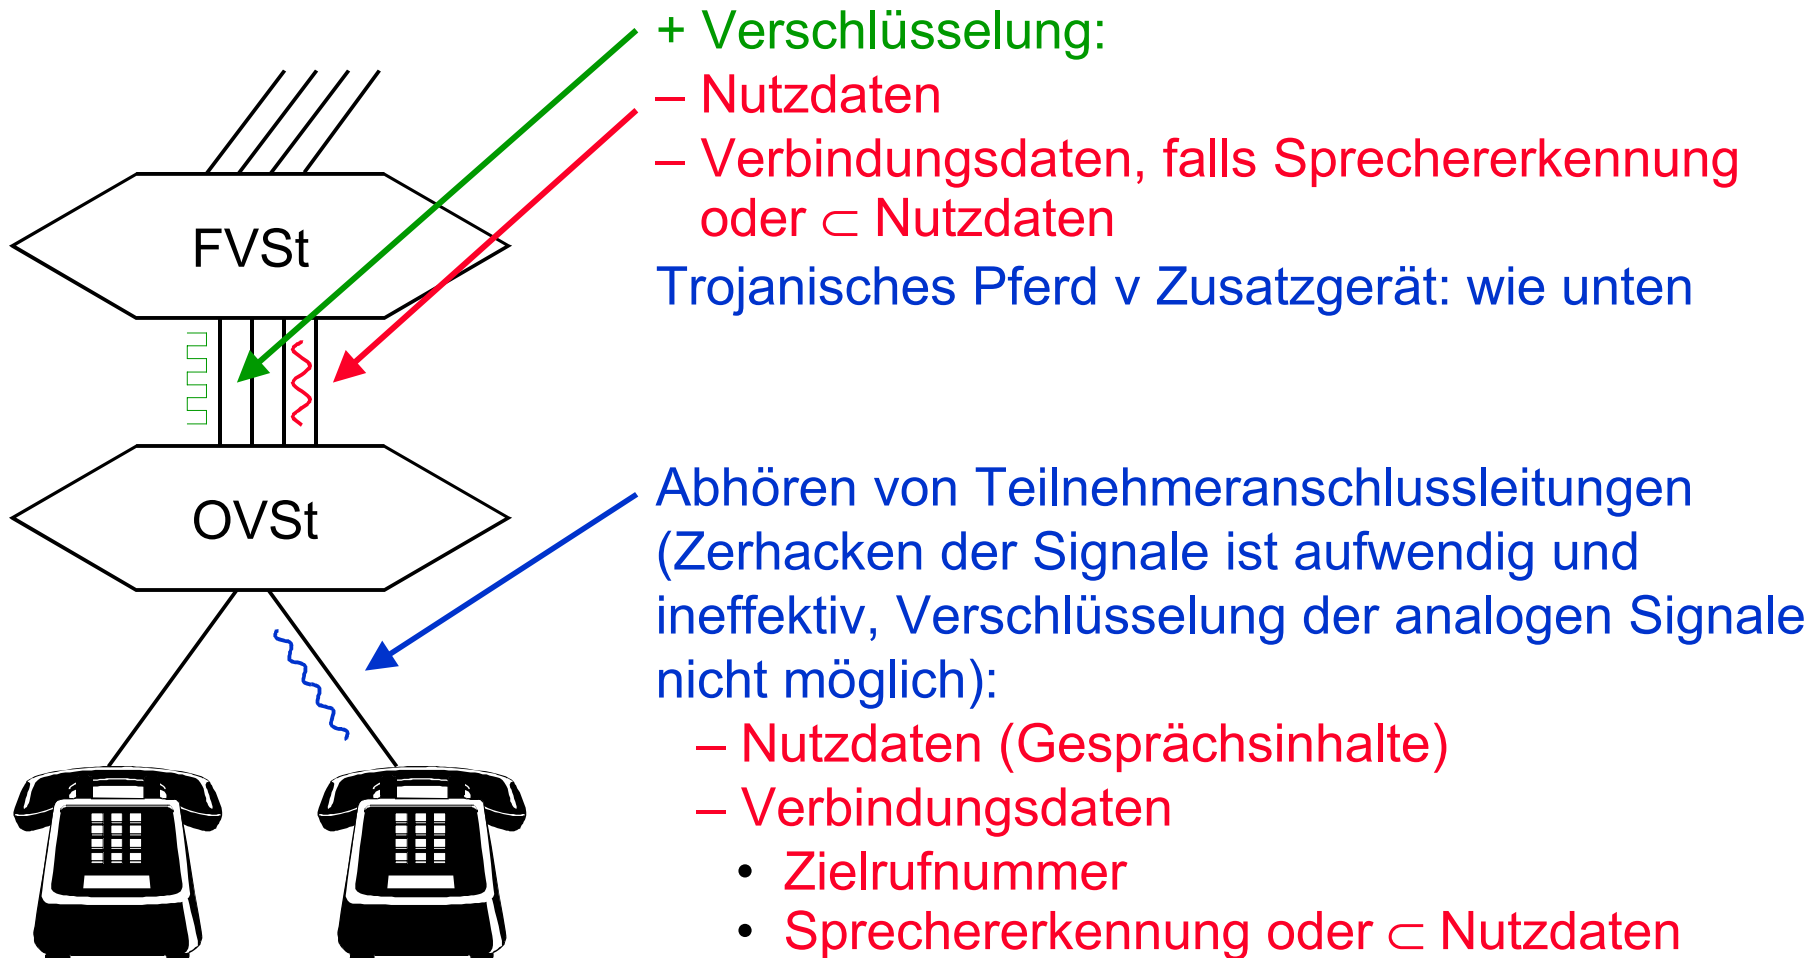 + Verschlüsselung:
– Nutzdaten
– Verbindungsdaten, falls Sprechererkennung
oder ⊂ Nutzdaten
Trojanisches Pferd v Zusatzgerät: wie unten
FVSt
OVSt
Abhören von Teilnehmeranschlussleitungen
(Zerhacken der Signale ist aufwendig und
ineffektiv, Verschlüsselung der analogen Signale
nicht möglich):
– Nutzdaten (Gesprächsinhalte)
– Verbindungsdaten
• Zielrufnummer
• Sprechererkennung oder ⊂ Nutzdaten